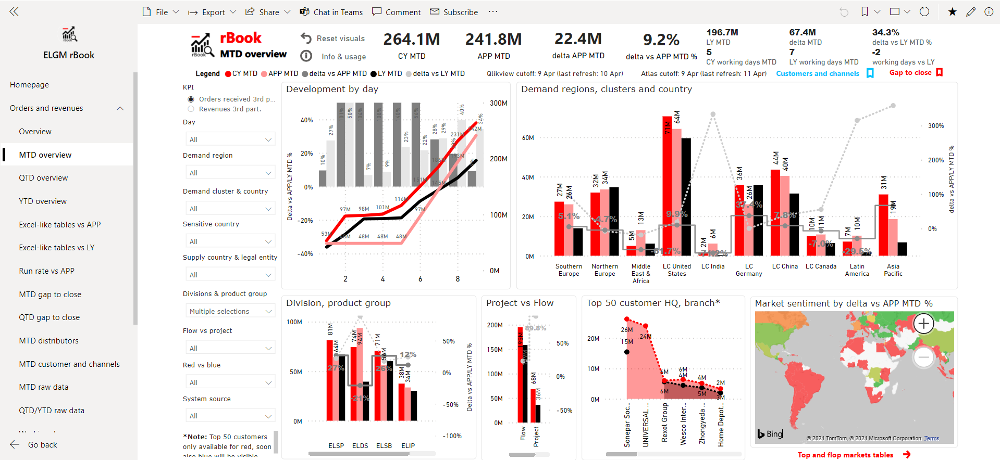 File
Export
Share
Chat in Teams
Comment
Subscribe
ELGM rBook
Homepage
Orders and revenues
Overview
MTD overview
QTD overview
YTD overview
Excel-like tables vs APP
Excel-like tables vs LY
Run rate vs APP
MTD gap to close
QTD gap to close
MTD distributors
MTD customer and channels
MTD raw data
QTD/YTD raw data
Go back
rBook
rBook
MTD overview
Reset visuals
Info & usage
264.1M
CY MTD
241.8M
APP MTD
22.4M
delta APP MTD
9.2%
delta vs APP MTD %
196.7M
LY MTD
5
CY working days MTD
67.4M
delta MTD
7
LY working days MTD
34.3%
delta vs LY MTD %
-2
working days vs LY
Legend CY MTD APP MTD delta vs APP MTD LY MTD delta vs LY MTD
Qlikview cutoff: 9 Apr (last refresh: 10 Apr)
Atlas cutoff: 9 Apr (last refresh: 11 Apr)
Customers and channels
Gap to close
KPI
Orders received 3rd p...
Revenues 3rd part.
Day
All
Demand region
All
Demand cluster & country
All
Sensitive country
All
Supply country & legal entity
All
Divisions & product group
Multiple selections
Flow vs project
All
Red vs blue
All
System source
All
*Note: Top 50 customers
only available for red, soon
also blue will be visible
Development by day
Delta vs APP/LY MTD %
40%
20%
0%
-20%
-40%
300M
200M
100M
0M
10%
27%
101%
50%
104%
7%
108%
9%
140%
23%
56%
22%
28%
29%
40%
34%
53M
97M
98M
101M
116M
151M
186M
231M
242M
48M
48M
48M
97M
145M
193M
2
4
6
8
Demand regions, clusters and country
60M
40M
20M
0M
300%
200%
100%
0%
delta vs APP/LY MTD %
27M
26M
5.1%
32M
34M
-4.7%
5M
13M
-61.7%
71M
64M
9.9%
2M
6M
-71.2%
36M
26M
37.4%
44M
40M
7.8%
10M
11M
-7.0%
7M
10M
-29.5%
31M
19M
Southern
Europe
Northern
Europe
Middle
East &
Africa
LC United
States
LC India
LC
Germany
LC China
LC Canada
Latin
America
Asia
Pacific
Division, product group
100M
50M
0M
50%
0%
-50%
-100%
Delta vs APP/LY MTD %
81M
64M
27%
74M
94M
-21%
71M
56M
26%
38M
34M
12%
ELSP
ELDS
ELSB
ELIP
Project vs Flow
200M
150M
100M
50M
0M
50%
0%
-50%
195M
89.8%
68M
36M
Flow
Project
Top 50 customer HQ, branch*
20M
10M
0M
26M
15M
24M
6M
6M
6M
4M
4M
5M
2M
3M
Sonepar Soc...
UNIVERSAL ...
Rexel Group
Wesco Inter...
Zhongyeda ...
Home Depot...
Market sentiment by delta vs APP MTD %
Bing
© 2021 TomTom, © 2021 Microsoft Corporation Terms
Top and flop markets tables